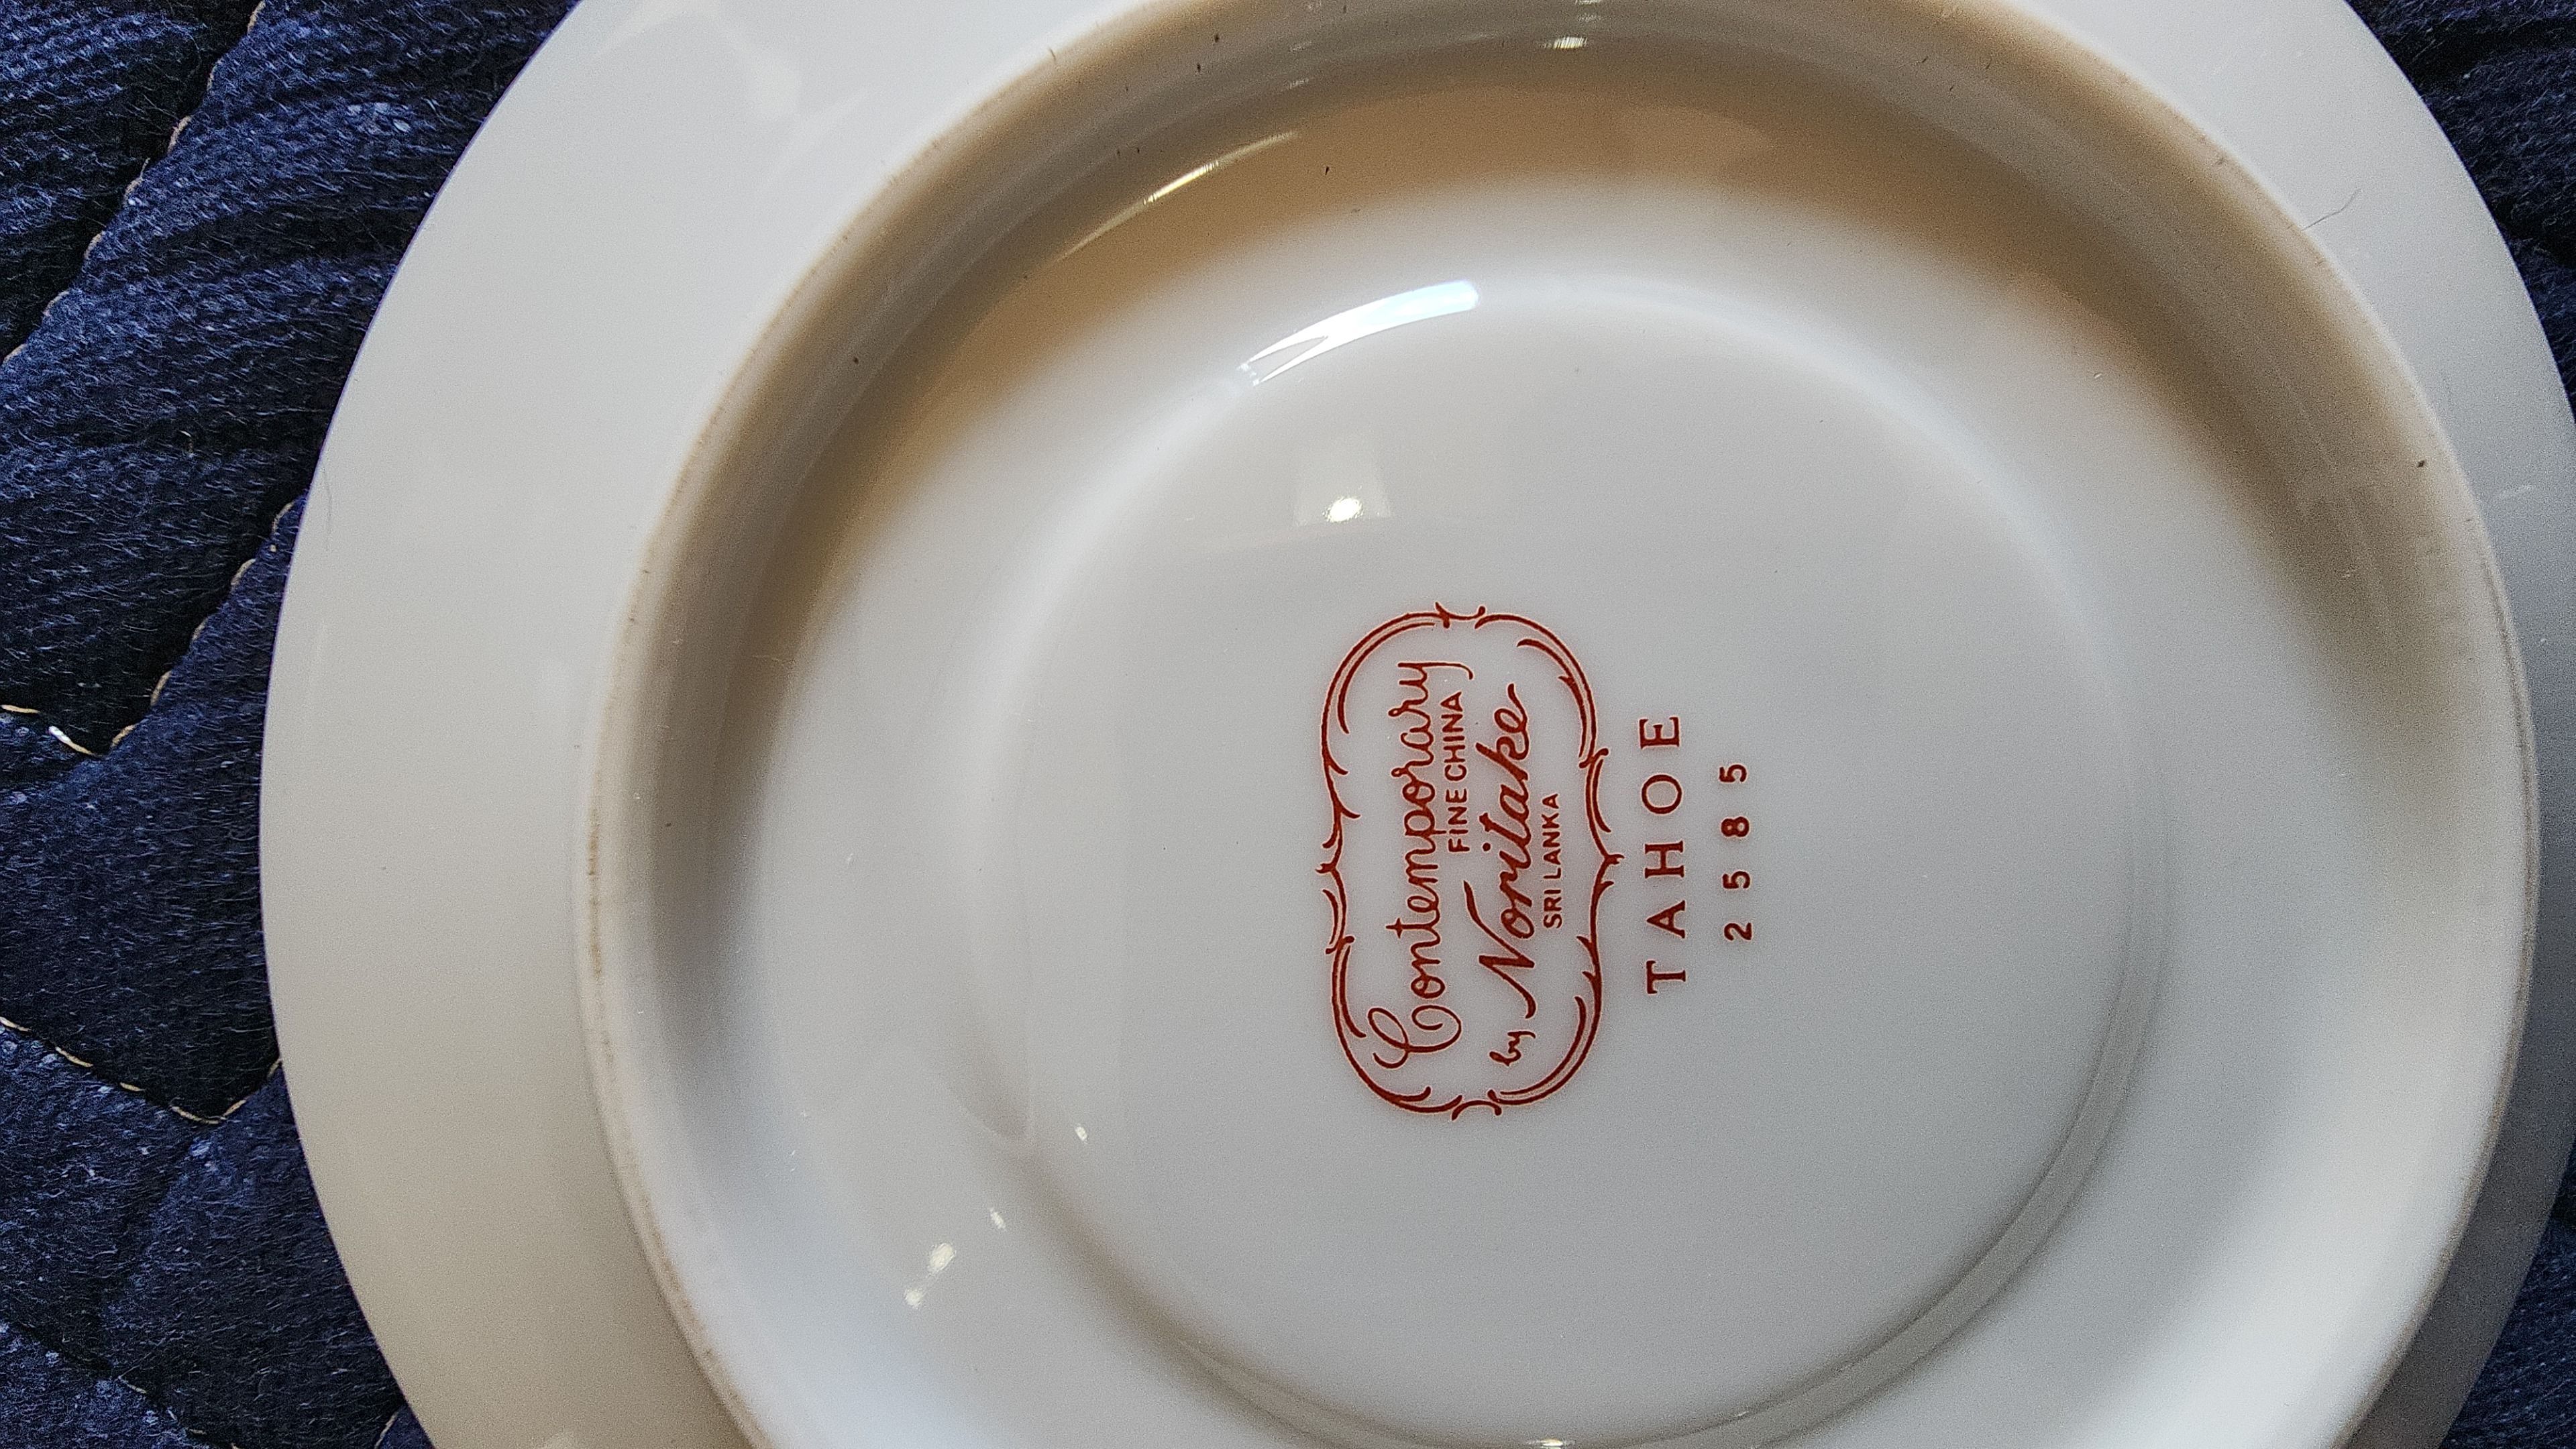 Contemporary
FINE CHINA
by Noritake
SRI LANKA
TAHOE
2585